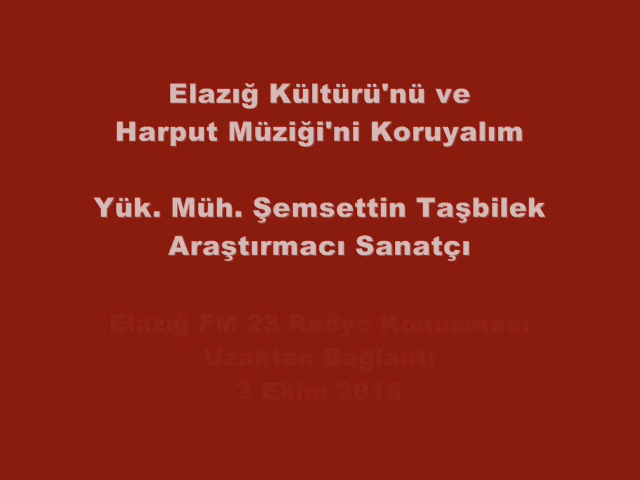 Elazığ Kültürü'nü ve
Harput Müziği'ni Koruyalım
Yük. Müh. Şemsettin Taşbilek
Araştırmacı Sanatçı
Elazığ FM 23 Radyo Konuşması
Uzaktan Bağlantı
3 Ekim 2018